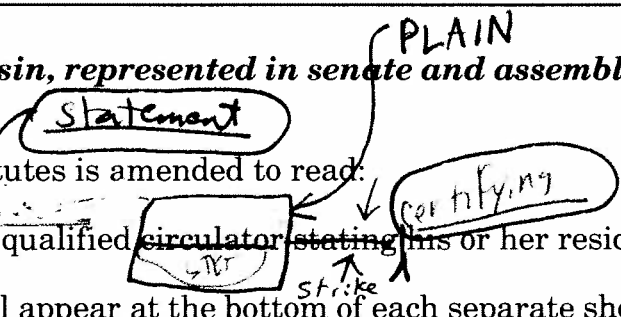 PLAIN
sin, represented in senate and assembl
statement
tutes is amended to read:
certifying
qualified circulator stating his or her resid
strike
l appear at the bottom of each separate she